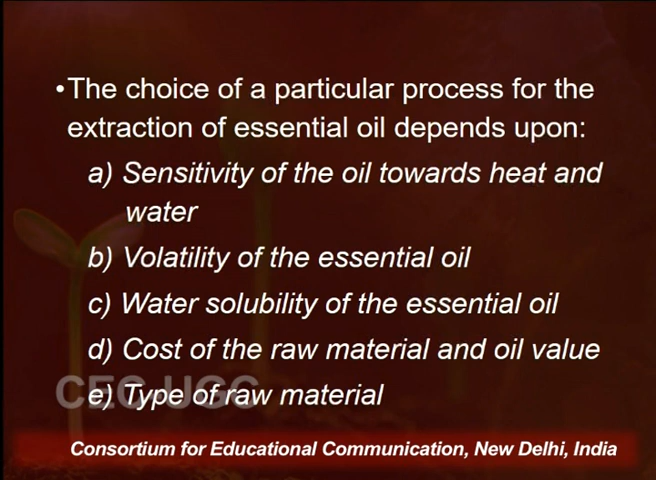 •The choice of a particular process for the
extraction of essential oil depends upon:
a) Sensitivity of the oil towards heat and
water
b) Volatility of the essential oil
c) Water solubility of the essential oil
d) Cost of the raw material and oil value
e) Type of raw material
CEC-UGC
Consortium for Educational Communication, New Delhi, India